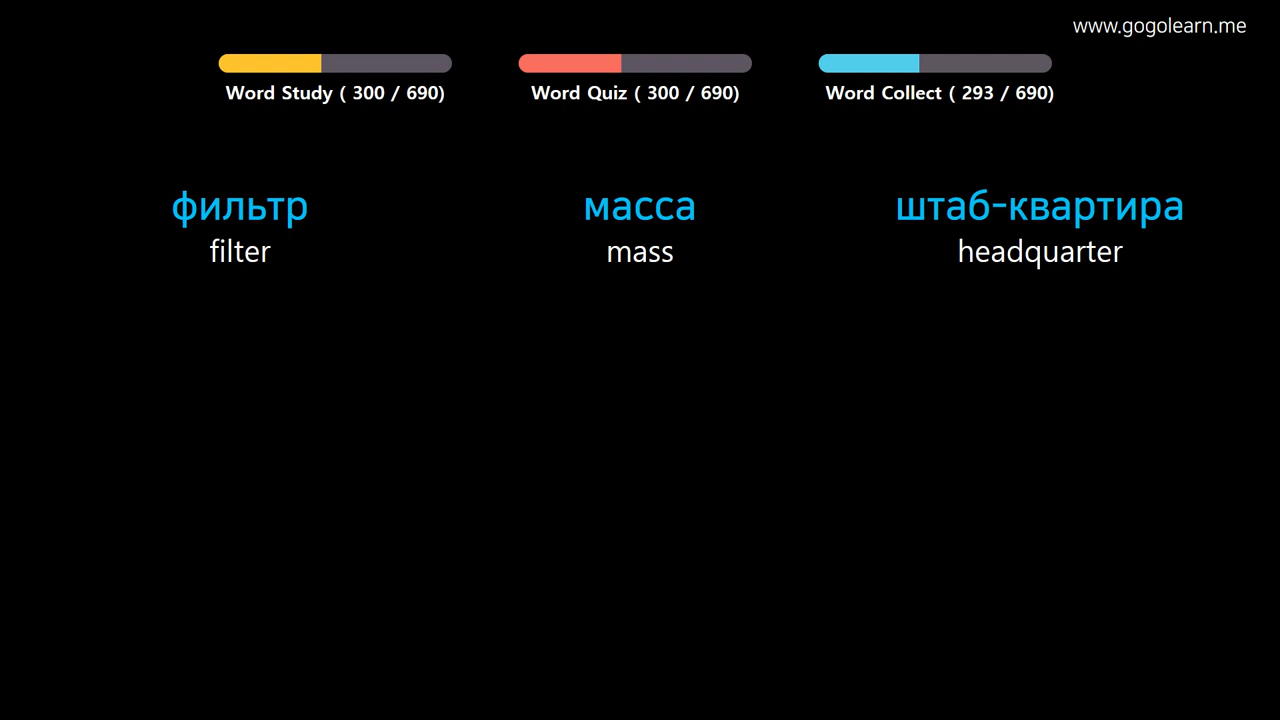 www.gogolearn.me
Word Study ( 300 / 690)
Word Quiz ( 300 / 690)
Word Collect ( 293 / 690)
фильтр
filter
масса
mass
штаб-квартира
headquarter